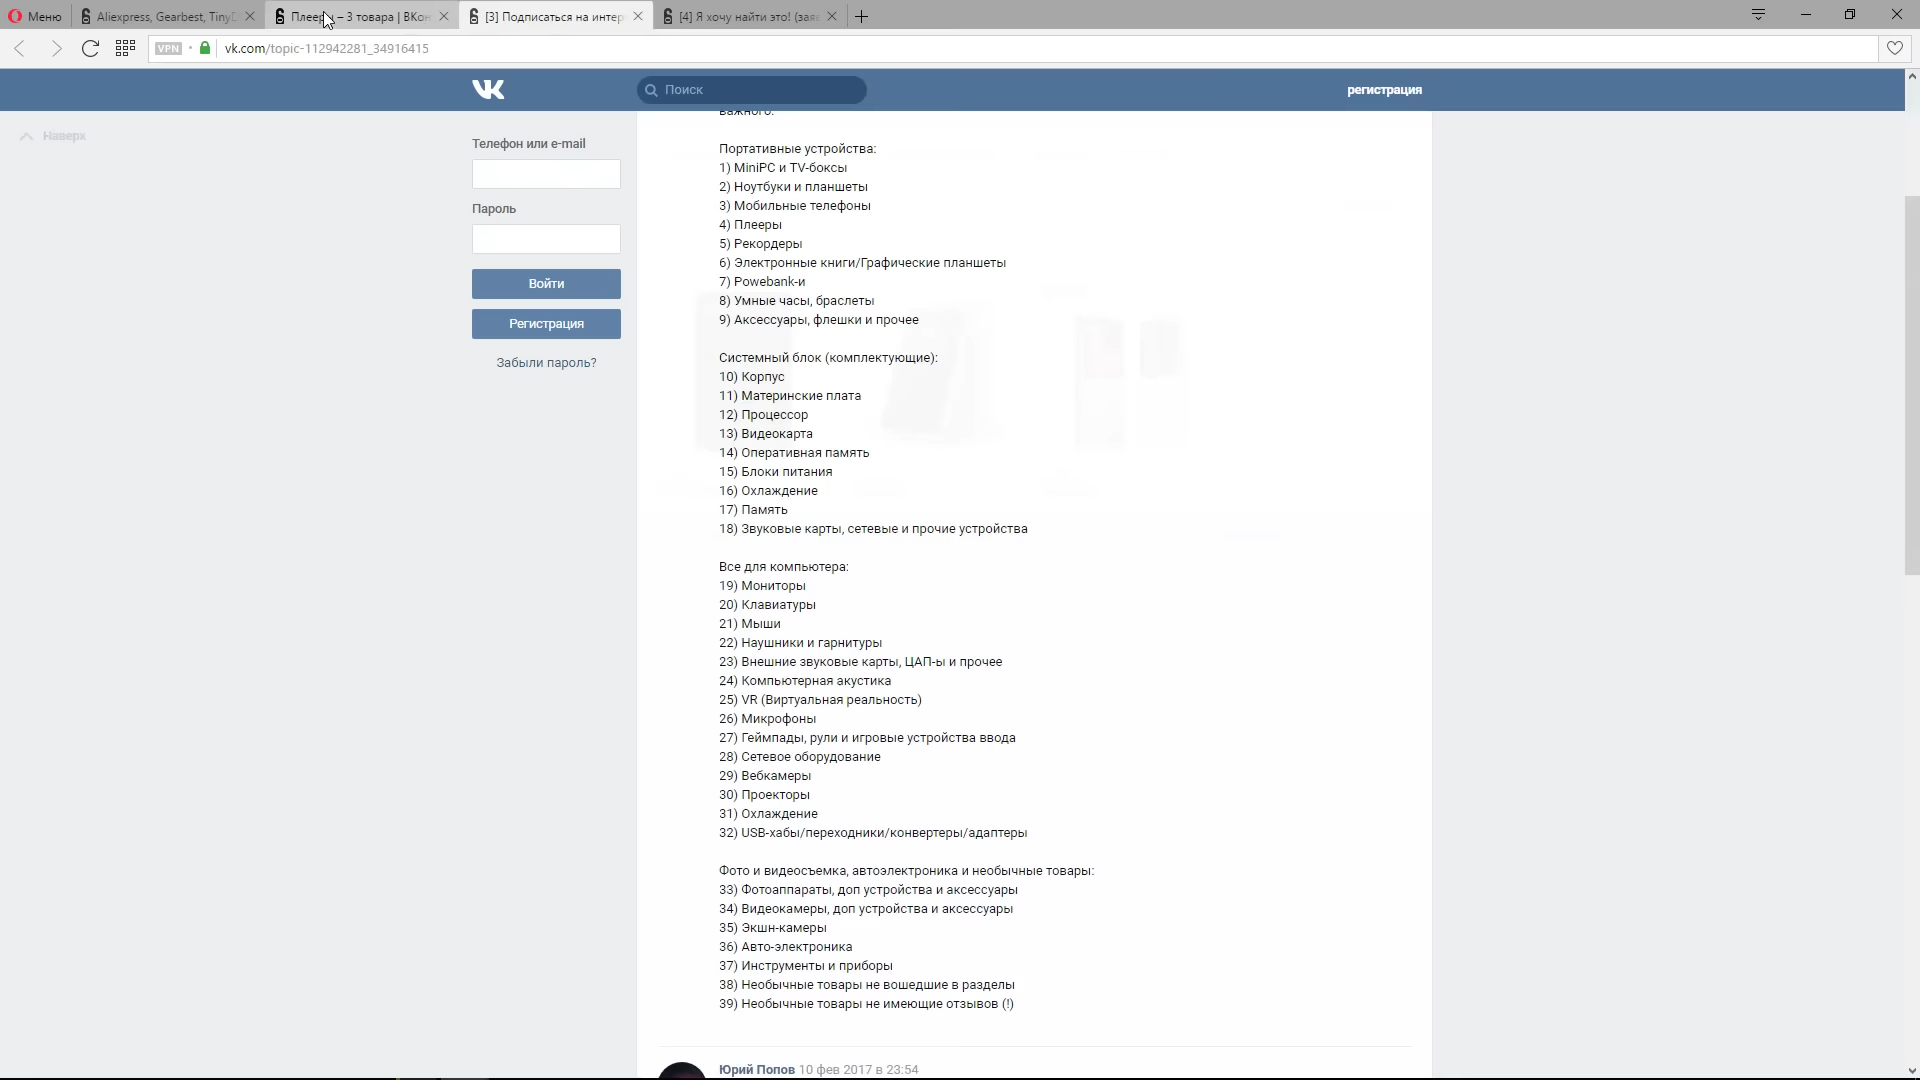 Меню
Aliexpress, Gearbest, Tiny
Плееры – 3 товара | ВКон
[3] Подписаться на интер
[4] Я хочу найти это! (зая
VPN
vk.com/topic-112942281_34916415
Поиск
регистрация
Наверх
важного.
Телефон или e-mail
Пароль
Войти
Регистрация
Забыли пароль?
Портативные устройства:
1) MiniPC и TV-боксы
2) Ноутбуки и планшеты
3) Мобильные телефоны
4) Плееры
5) Рекордеры
6) Электронные книги/Графические планшеты
7) Powebank-и
8) Умные часы, браслеты
9) Аксессуары, флешки и прочее
Системный блок (комплектующие):
10) Корпус
11) Материнские плата
12) Процессор
13) Видеокарта
14) Оперативная память
15) Блоки питания
16) Охлаждение
17) Память
18) Звуковые карты, сетевые и прочие устройства
Все для компьютера:
19) Мониторы
20) Клавиатуры
21) Мыши
22) Наушники и гарнитуры
23) Внешние звуковые карты, ЦАП-ы и прочее
24) Компьютерная акустика
25) VR (Виртуальная реальность)
26) Микрофоны
27) Геймпады, рули и игровые устройства ввода
28) Сетевое оборудование
29) Вебкамеры
30) Проекторы
31) Охлаждение
32) USB-хабы/переходники/конвертеры/адаптеры
Фото и видеосъемка, автоэлектроника и необычные товары:
33) Фотоаппараты, доп устройства и аксессуары
34) Видеокамеры, доп устройства и аксессуары
35) Экшн-камеры
36) Авто-электроника
37) Инструменты и приборы
38) Необычные товары не вошедшие в разделы
39) Необычные товары не имеющие отзывов (!)
Юрий Попов 10 фев 2017 в 23:54